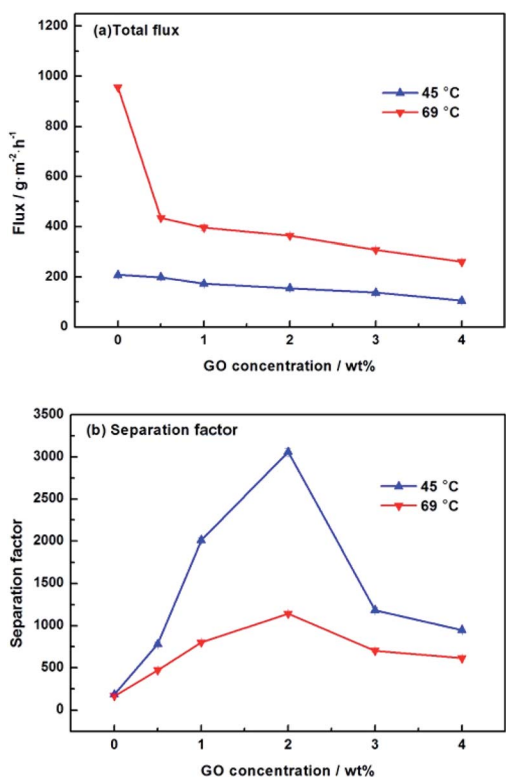 (a)Total flux
1200
1000
800
600
400
200
0
Flux / g·m⁻²·h⁻¹
45 °C
69 °C
0 1 2 3 4
GO concentration / wt%
(b) Separation factor
3500
3000
2500
2000
1500
1000
500
0
Separation factor
45 °C
69 °C
0 1 2 3 4
GO concentration / wt%